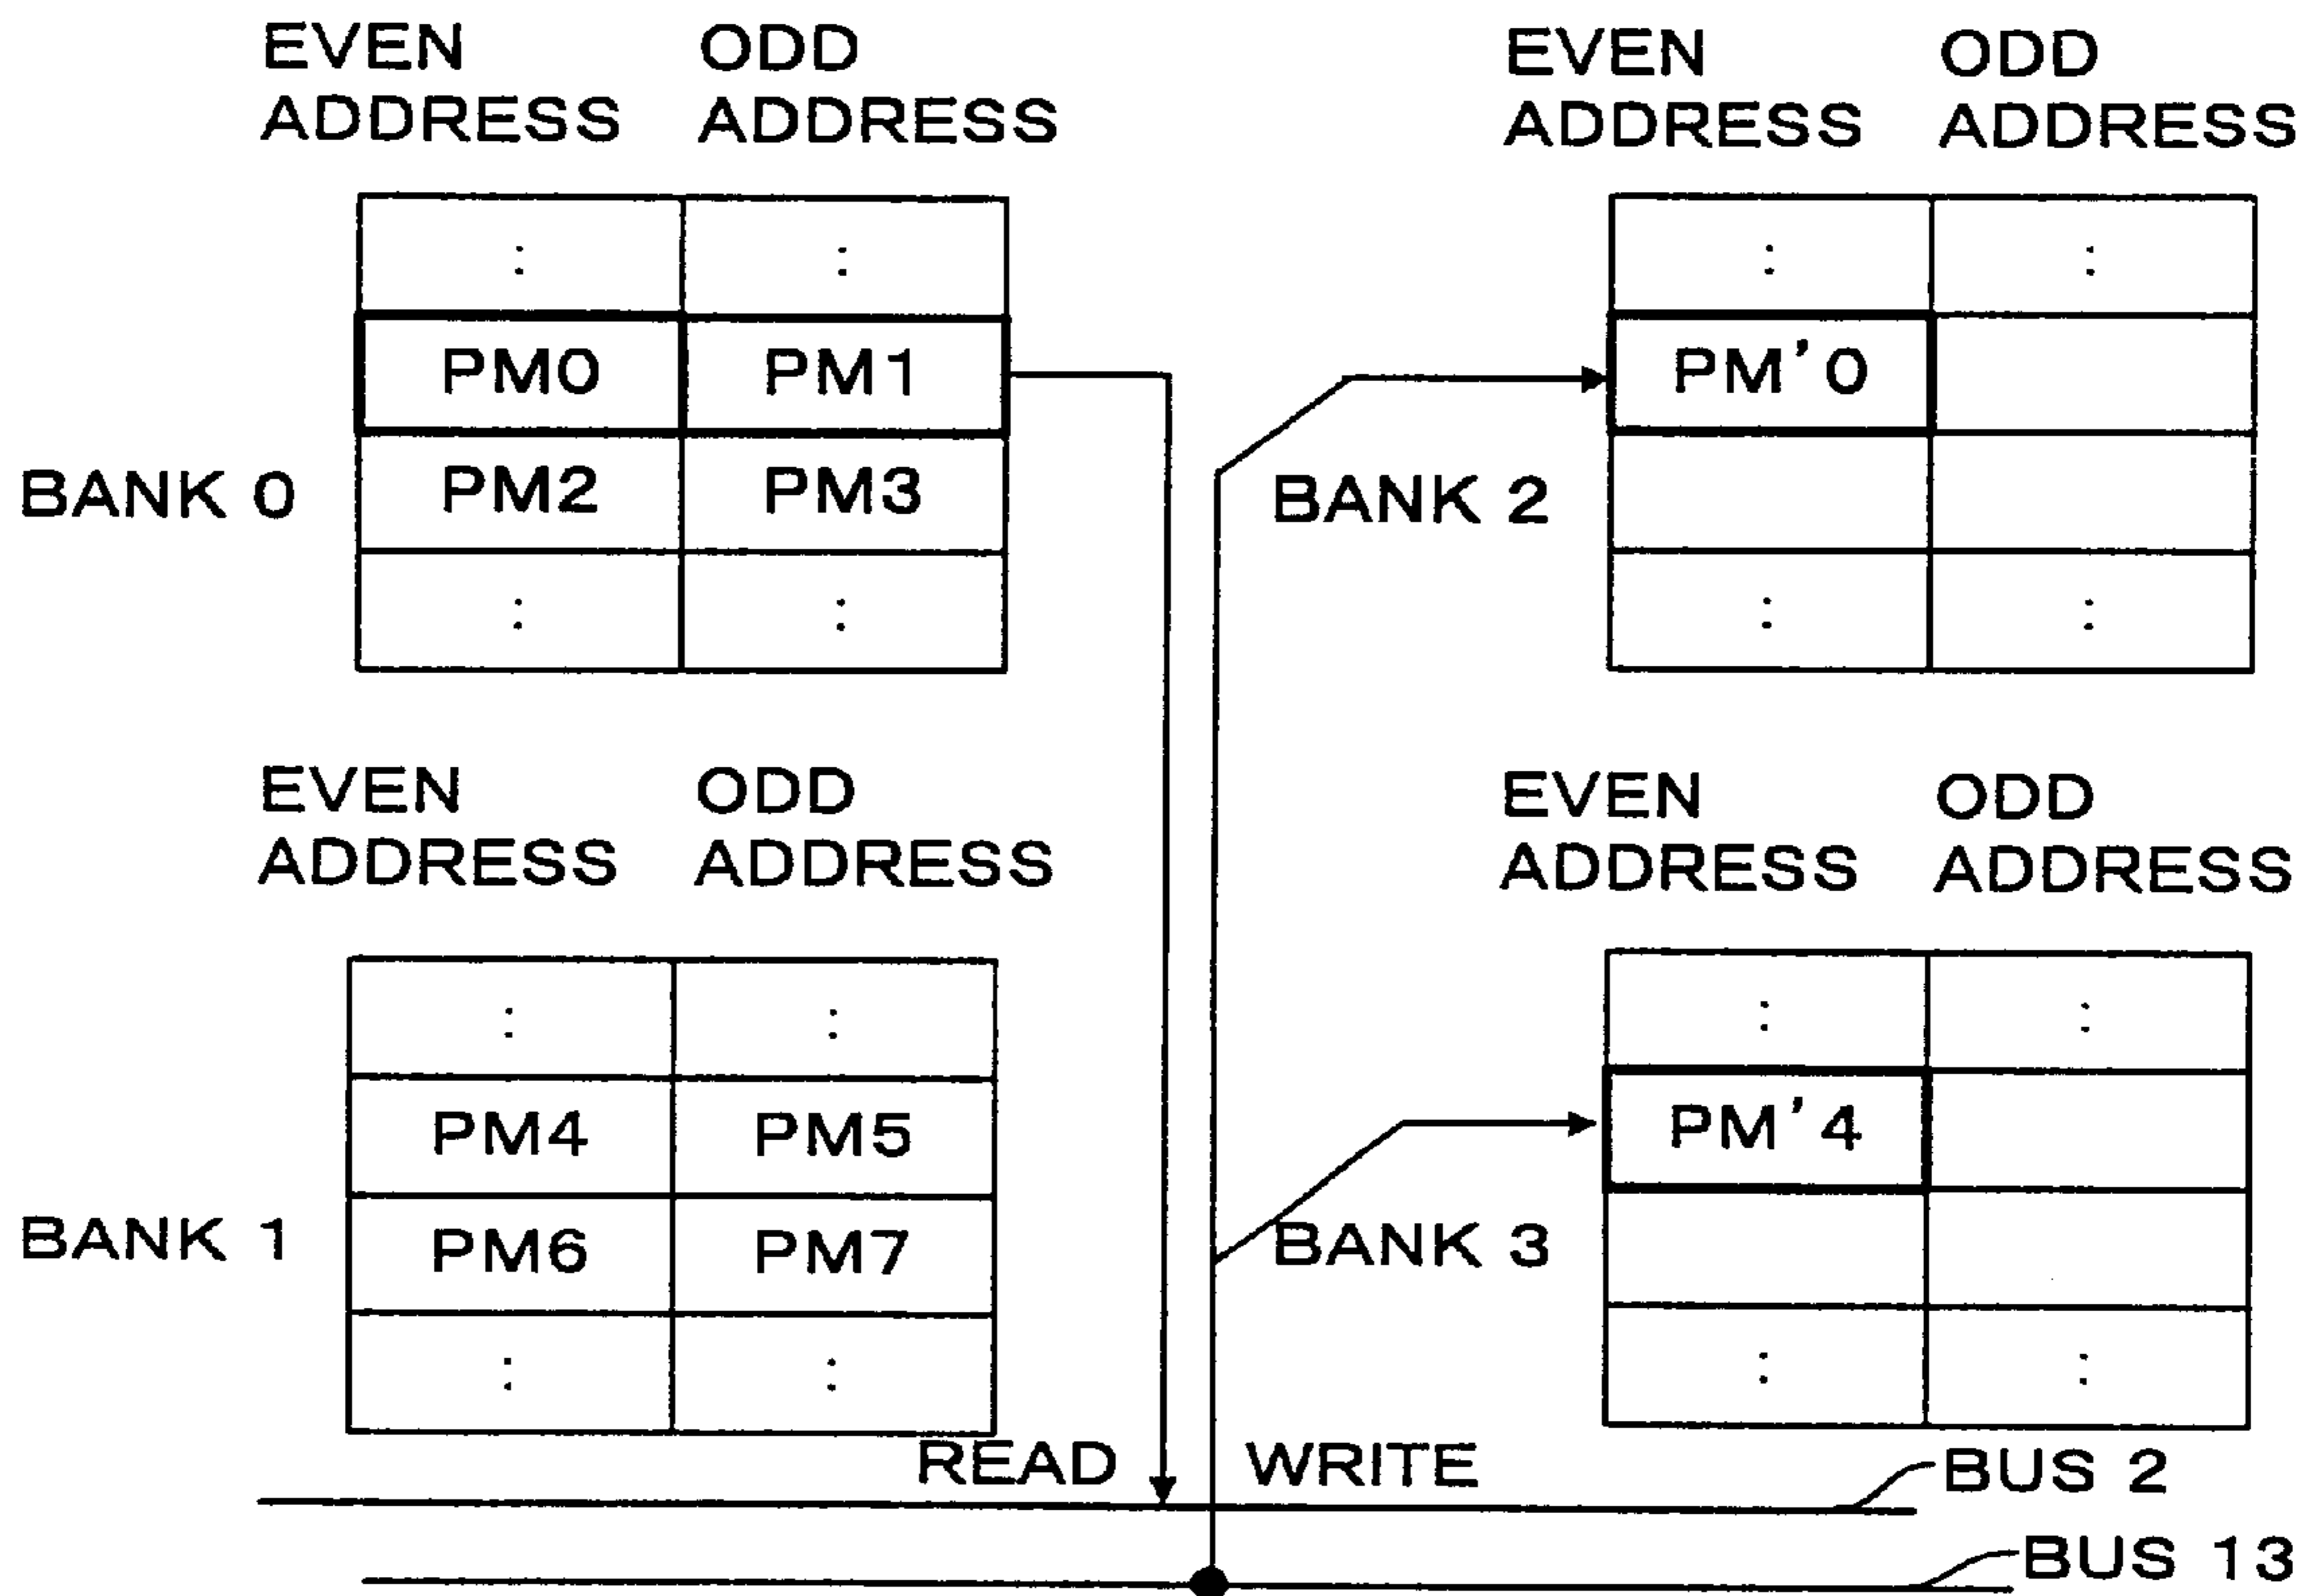 EVEN ODD
ADDRESS ADDRESS
:
:
PM0 PM1
BANK 0
PM2 PM3
:
:
EVEN ODD
ADDRESS ADDRESS
:
:
PM'0
BANK 2
:
:
EVEN ODD
ADDRESS ADDRESS
:
:
PM4 PM5
BANK 1
PM6 PM7
:
:
EVEN ODD
ADDRESS ADDRESS
:
:
PM'4
BANK 3
:
:
READ WRITE
BUS 2
BUS 13